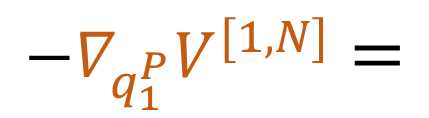 −∇_{q_1^P} V^{[1,N]} =